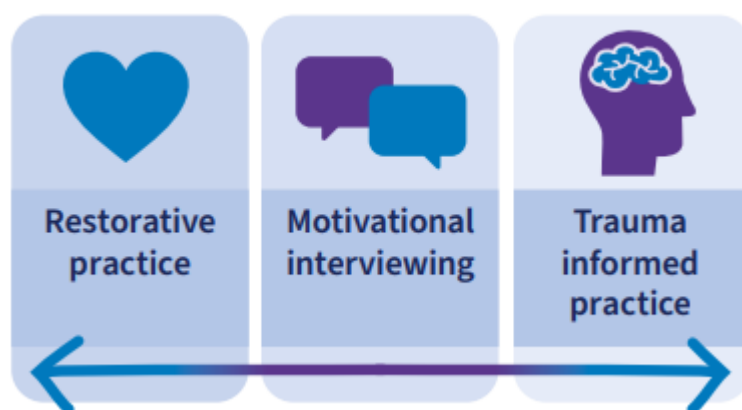 Restorative
practice
Motivational
interviewing
Trauma
informed
practice